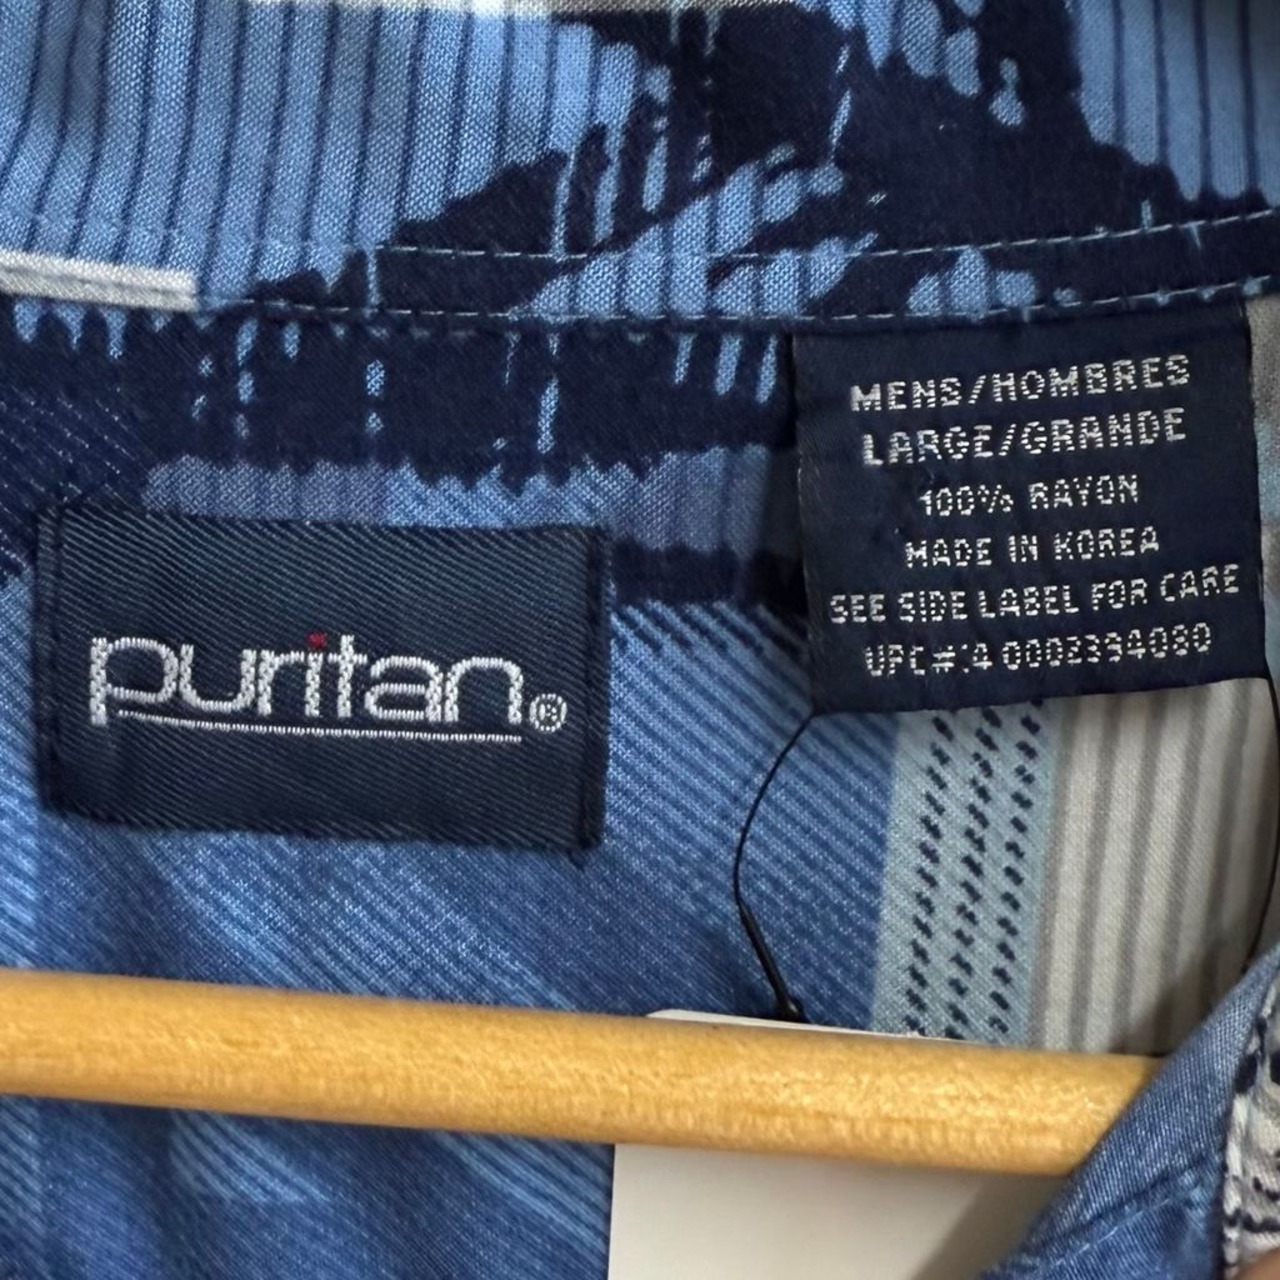 puritan®
MENS/HOMBRES
LARGE/GRANDE
100% RAYON
MADE IN KOREA
SEE SIDE LABEL FOR CARE
UPC#:4 0002394080